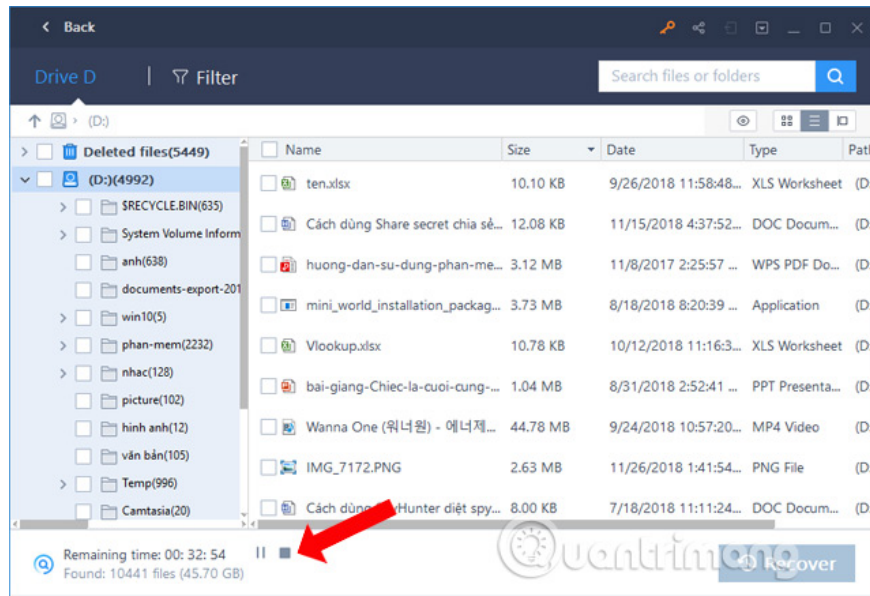 Back
Drive D | Filter
Search files or folders
(D:)
Deleted files(5449)
Name Size Date Type Pat
(D:)(4992)
ten.xlsx 10.10 KB 9/26/2018 11:58:48... XLS Worksheet (D
$RECYCLE.BIN(635)
Cách dùng Share secret chia sẻ... 12.08 KB 11/15/2018 4:37:52... DOC Docum... (D
System Volume Inform
anh(638)
huong-dan-su-dung-phan-me... 3.12 MB 11/8/2017 2:25:57 ... WPS PDF Do... (D
documents-export-201
mini_world_installation_packag... 3.73 MB 8/18/2018 8:20:39 ... Application (D
win10(5)
phan-mem(2232)
Vlookup.xlsx 10.78 KB 10/12/2018 11:16:3... XLS Worksheet (D
nhac(128)
bai-giang-Chiec-la-cuoi-cung-... 1.04 MB 8/31/2018 2:52:41 ... PPT Presenta... (D
picture(102)
hinh anh(12)
Wanna One (워너원) - 에너제... 44.78 MB 9/24/2018 10:57:20... MP4 Video (D
văn bản(105)
IMG_7172.PNG 2.63 MB 11/26/2018 1:41:54... PNG File (D
Temp(996)
Camtasia(20)
Cách dùng Hunter diệt spy... 8.00 KB 7/18/2018 11:11:24... DOC Docum... (D
Remaining time: 00: 32: 54
Found: 10441 files (45.70 GB)
Quantrimang
Recover